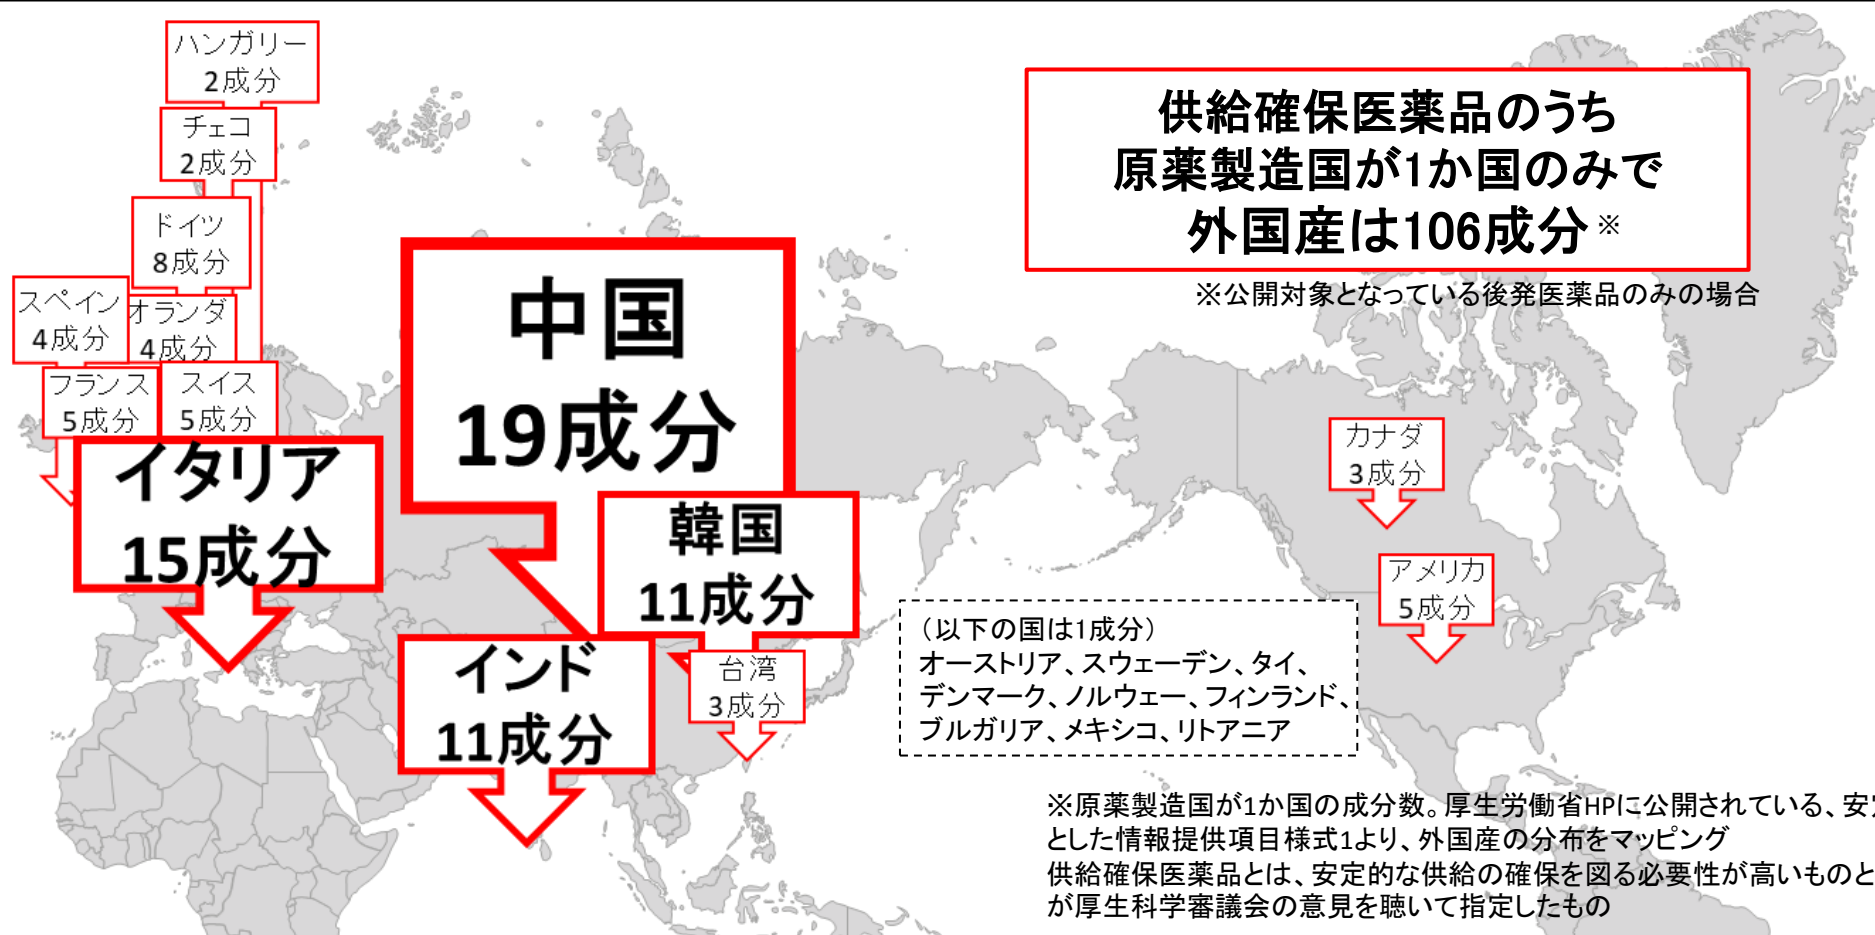 ハンガリー
2成分
チェコ
2成分
ドイツ
8成分
スペイン
4成分
オランダ
4成分
フランス
5成分
スイス
5成分
イタリア
15成分
中国
19成分
韓国
11成分
インド
11成分
台湾
3成分
供給確保医薬品のうち
原薬製造国が1か国のみで
外国産は106成分※
※公開対象となっている後発医薬品のみの場合
カナダ
3成分
アメリカ
5成分
（以下の国は1成分）
オーストリア、スウェーデン、タイ、
デンマーク、ノルウェー、フィンランド、
ブルガリア、メキシコ、リトアニア
※原薬製造国が1か国の成分数。厚生労働省HPに公開されている、安定
とした情報提供項目様式1より、外国産の分布をマッピング
供給確保医薬品とは、安定的な供給の確保を図る必要性が高いものと
が厚生科学審議会の意見を聴いて指定したもの